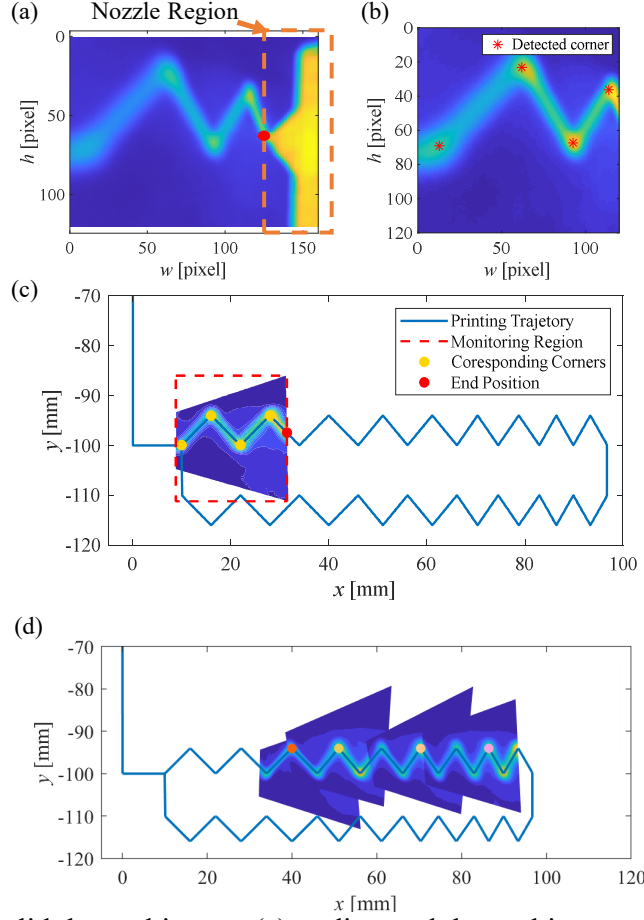 (a)
Nozzle Region
0
50
100
h [pixel]
0 50 100 150
w [pixel]
(b)
Detected corner
0
20
40
60
80
100
120
h [pixel]
0 50 100
w [pixel]
(c)
-70
-80
-90
-100
-110
-120
y [mm]
Printing Trajectory
Monitoring Region
Coresponding Corners
End Position
0 20 40 60 80 100
x [mm]
(d)
-70
-80
-90
-100
-110
-120
y [mm]
0 20 40 60 80 100 120
x [mm]